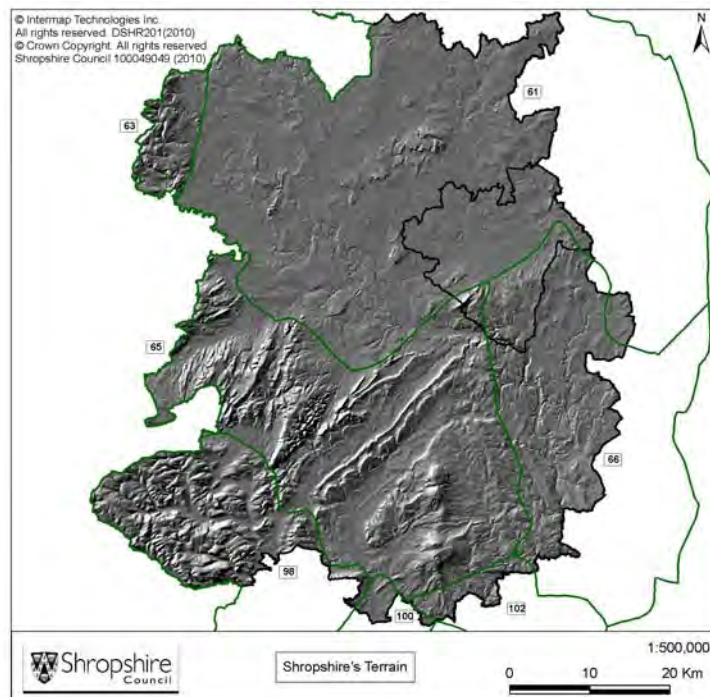 © Intermap Technologies Inc.
All rights reserved. DSHR201(2010)
© Crown Copyright. All rights reserved
Shropshire Council 100049049 (2010)
N
61
63
65
66
98
100
102
Shropshire
Council
Shropshire's Terrain
1:500,000
0 10 20 Km